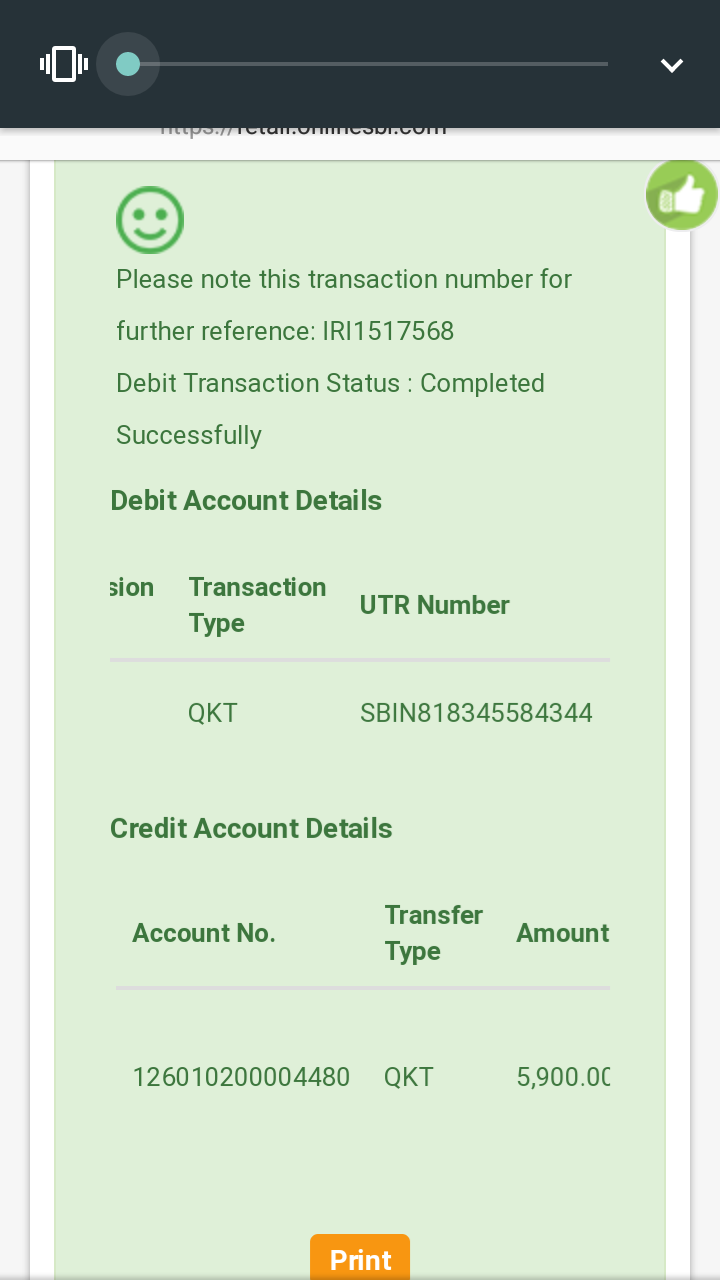 https://retail.onlinesbi.com
Please note this transaction number for
further reference: IRI1517568
Debit Transaction Status : Completed
Successfully
Debit Account Details
sion Transaction Type UTR Number
QKT SBIN818345584344
Credit Account Details
Account No. Transfer Type Amount
126010200004480 QKT 5,900.00
Print